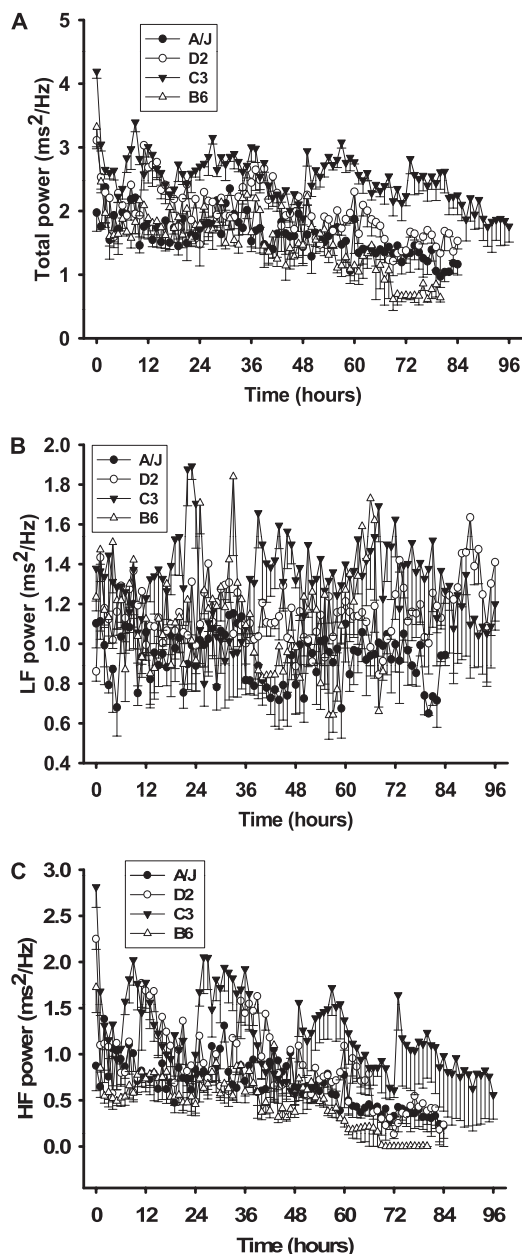 A
Total power (ms²/Hz)
5
4
3
2
1
0
A/J
D2
C3
B6
0 12 24 36 48 60 72 84 96
Time (hours)
B
LF power (ms²/Hz)
2.0
1.8
1.6
1.4
1.2
1.0
0.8
0.6
0.4
A/J
D2
C3
B6
0 12 24 36 48 60 72 84 96
Time (hours)
C
HF power (ms²/Hz)
3.0
2.5
2.0
1.5
1.0
0.5
0.0
A/J
D2
C3
B6
0 12 24 36 48 60 72 84 96
Time (hours)